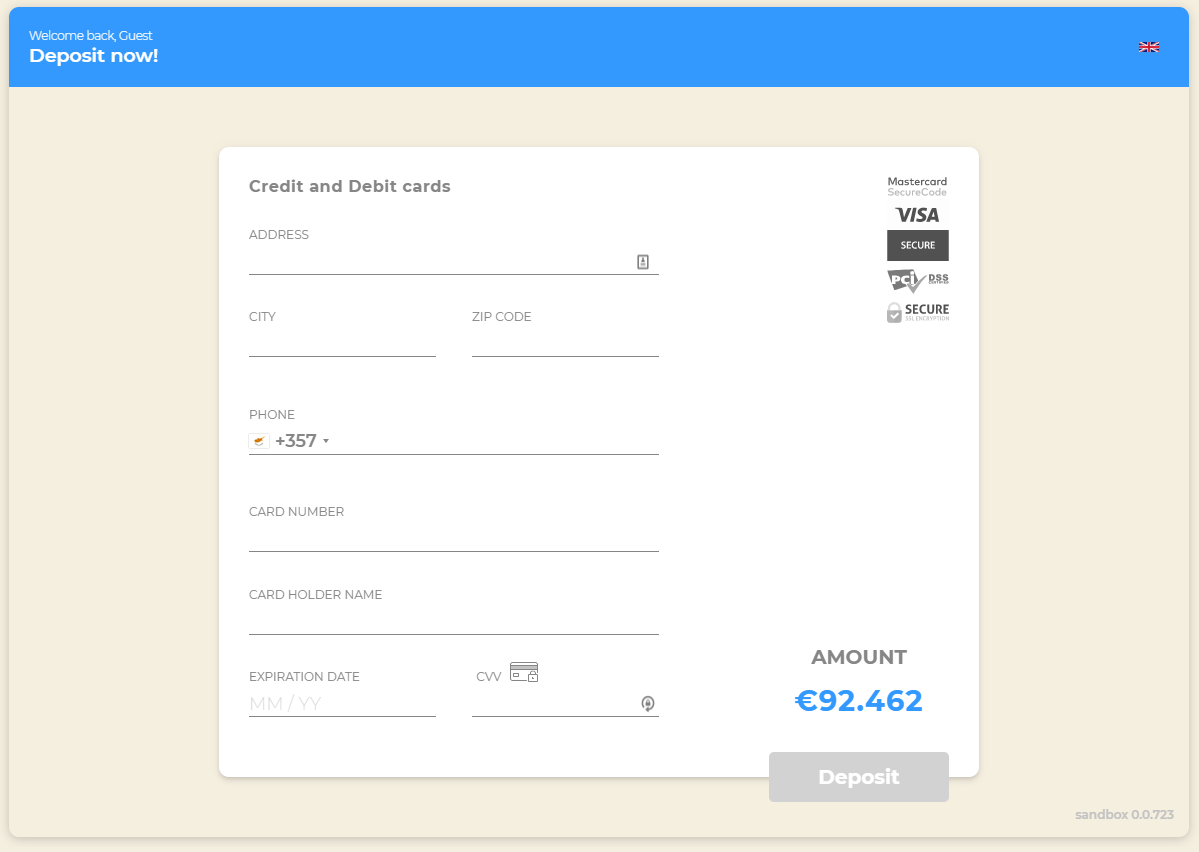 Welcome back, Guest
Deposit now!
Credit and Debit cards
Mastercard
SecureCode
VISA
SECURE
PCI DSS
CERTIFIED
SECURE
SSL ENCRYPTION
ADDRESS
CITY ZIP CODE
PHONE
+357
CARD NUMBER
CARD HOLDER NAME
EXPIRATION DATE CVV
MM / YY
AMOUNT
€92.462
Deposit
sandbox 0.0.723